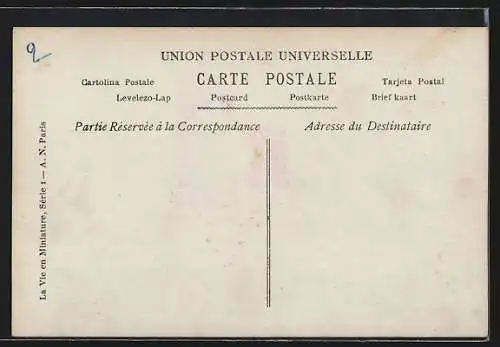 2
UNION POSTALE UNIVERSELLE
Cartolina Postale CARTE POSTALE Tarjeta Postal
Levelezo-Lap Postcard Postkarte Brief kaart
Partie Réservée à la Correspondance Adresse du Destinataire
La Vie en Miniature, Série 1 — A. N. Paris